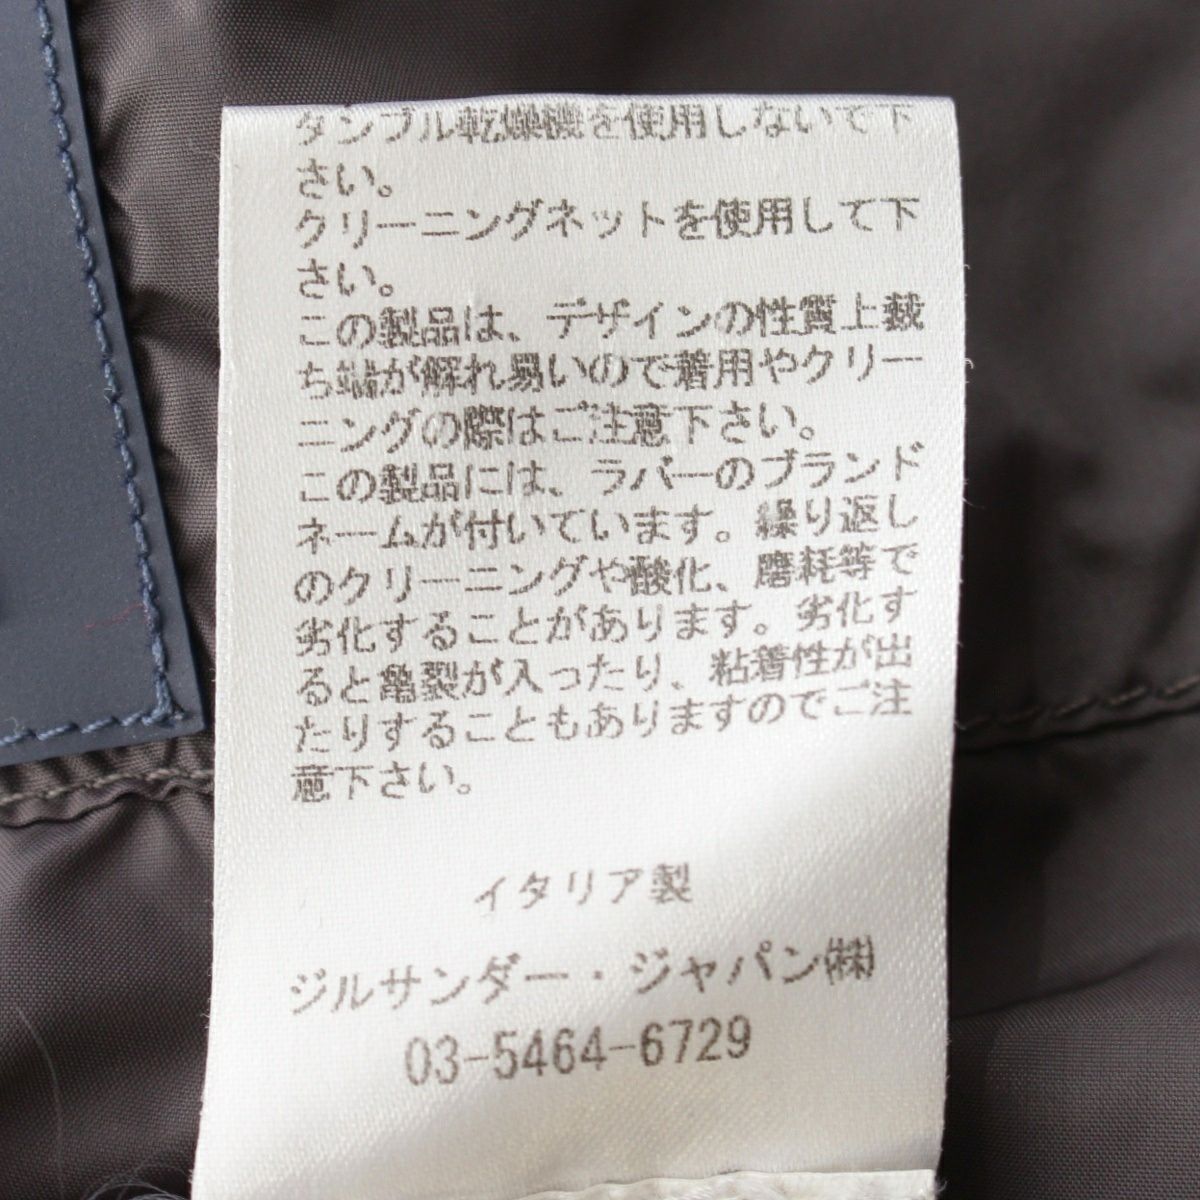 タンブル乾燥機を使用しないで下
さい。
クリーニングネットを使用して下
さい。
この製品は、デザインの性質上裁
ち端が解れ易いので着用やクリー
ニングの際はご注意下さい。
この製品には、ラバーのブランド
ネームが付いています。繰り返し
のクリーニングや酸化、磨耗等で
劣化することがあります。劣化す
ると亀裂が入ったり、粘着性が出
たりすることもありますのでご注
意下さい。
イタリア製
ジルサンダー・ジャパン㈱
03-5464-6729